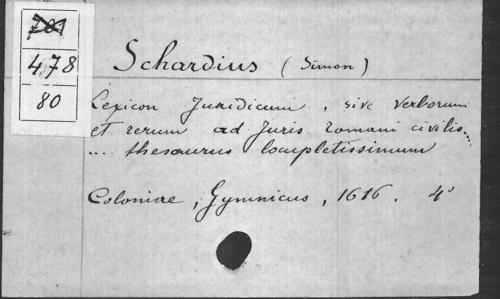 701
478
80
Schardius (Simon)
Lexicon Juridicum, sive verborum
et rerum ad Juris romani civilis...
... thesaurus locupletissimum
Coloniae, Gymnicus, 1616. 4°